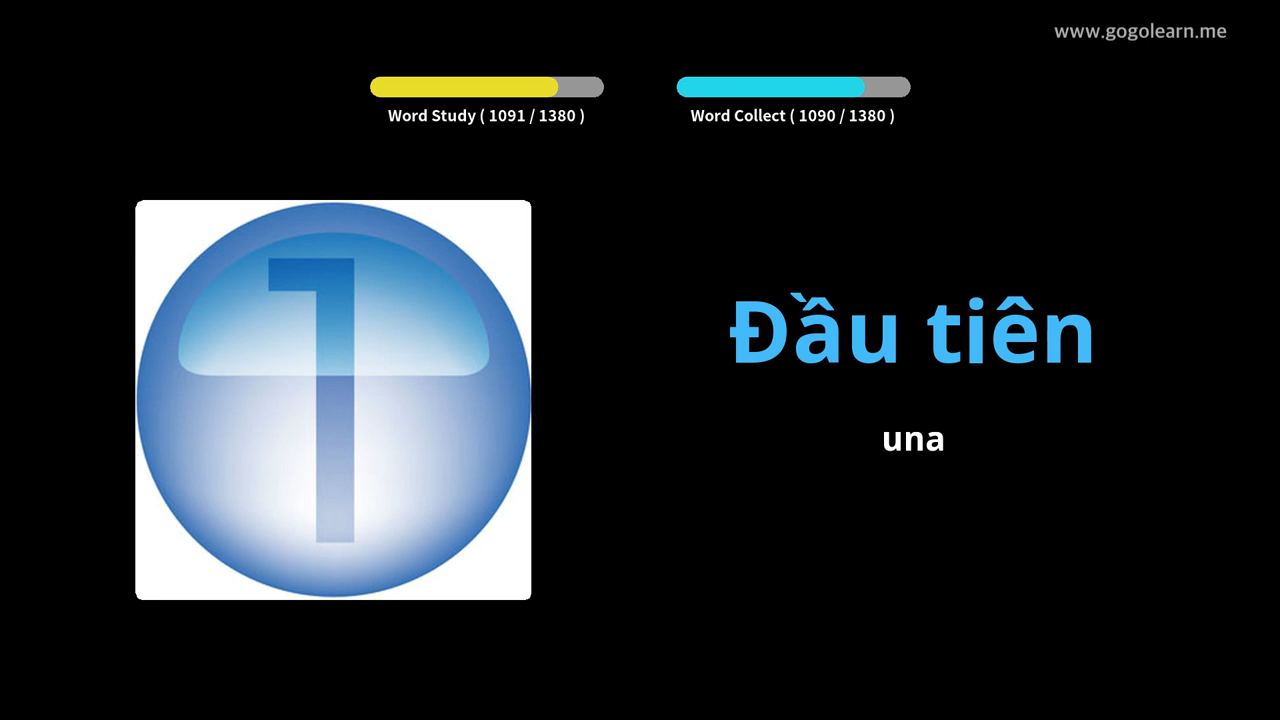 www.gogolearn.me
Word Study ( 1091 / 1380 )
Word Collect ( 1090 / 1380 )
1
Đầu tiên
una